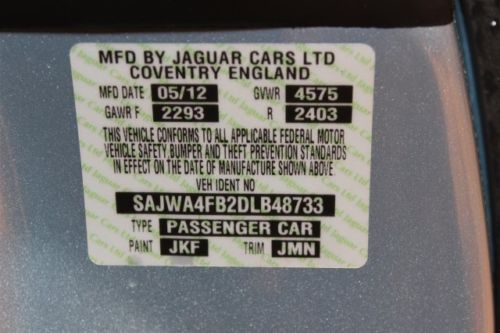 MFD BY JAGUAR CARS LTD
COVENTRY ENGLAND
MFD DATE 05/12 GVWR 4575
GAWR F 2293 R 2403
THIS VEHICLE CONFORMS TO ALL APPLICABLE FEDERAL MOTOR
VEHICLE SAFETY BUMPER AND THEFT PREVENTION STANDARDS
IN EFFECT ON THE DATE OF MANUFACTURE SHOWN ABOVE
VEH IDENT NO
SAJWA4FB2DLB48733
TYPE PASSENGER CAR
PAINT JKF TRIM JMN